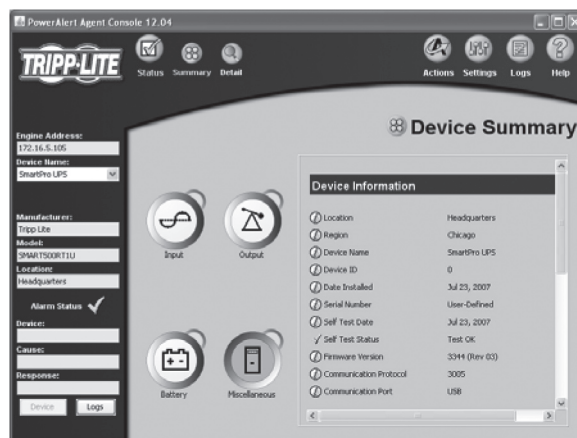 PowerAlert Agent Console 12.04
TRIPP·LITE
Status Summary Detail
Actions Settings Logs Help
Device Summary
Engine Address:
172.16.5.105
Device Name:
SmartPro UPS
Manufacturer:
Tripp Lite
Model:
SMART500RT1U
Location:
Headquarters
Alarm Status
Device:
Cause:
Response:
Device Logs
Input
Output
Battery
Miscellaneous
Device Information
Location Headquarters
Region Chicago
Device Name SmartPro UPS
Device ID 0
Date Installed Jul 23, 2007
Serial Number User-Defined
Self Test Date Jul 23, 2007
Self Test Status Test OK
Firmware Version 3344 (Rev 03)
Communication Protocol 3005
Communication Port USB